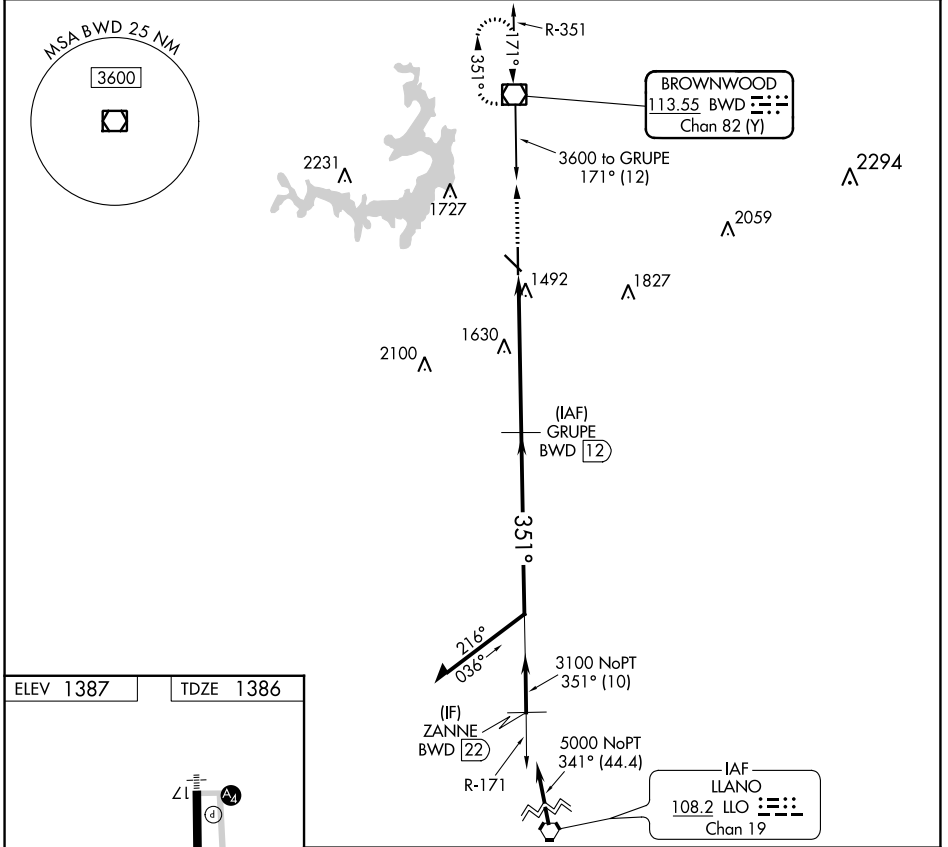 MSA BWD 25 NM
3600
R-351
351°
171°
BROWNWOOD
113.55 BWD
Chan 82 (Y)
3600 to GRUPE
171° (12)
2231
1727
2294
2059
1492
1827
1630
2100
(IAF)
GRUPE
BWD 12
351°
216°
036°
3100 NoPT
351° (10)
(IF)
ZANNE
BWD 22
R-171
5000 NoPT
341° (44.4)
IAF
LLANO
108.2 LLO
Chan 19
ELEV 1387
TDZE 1386
17
A4
P